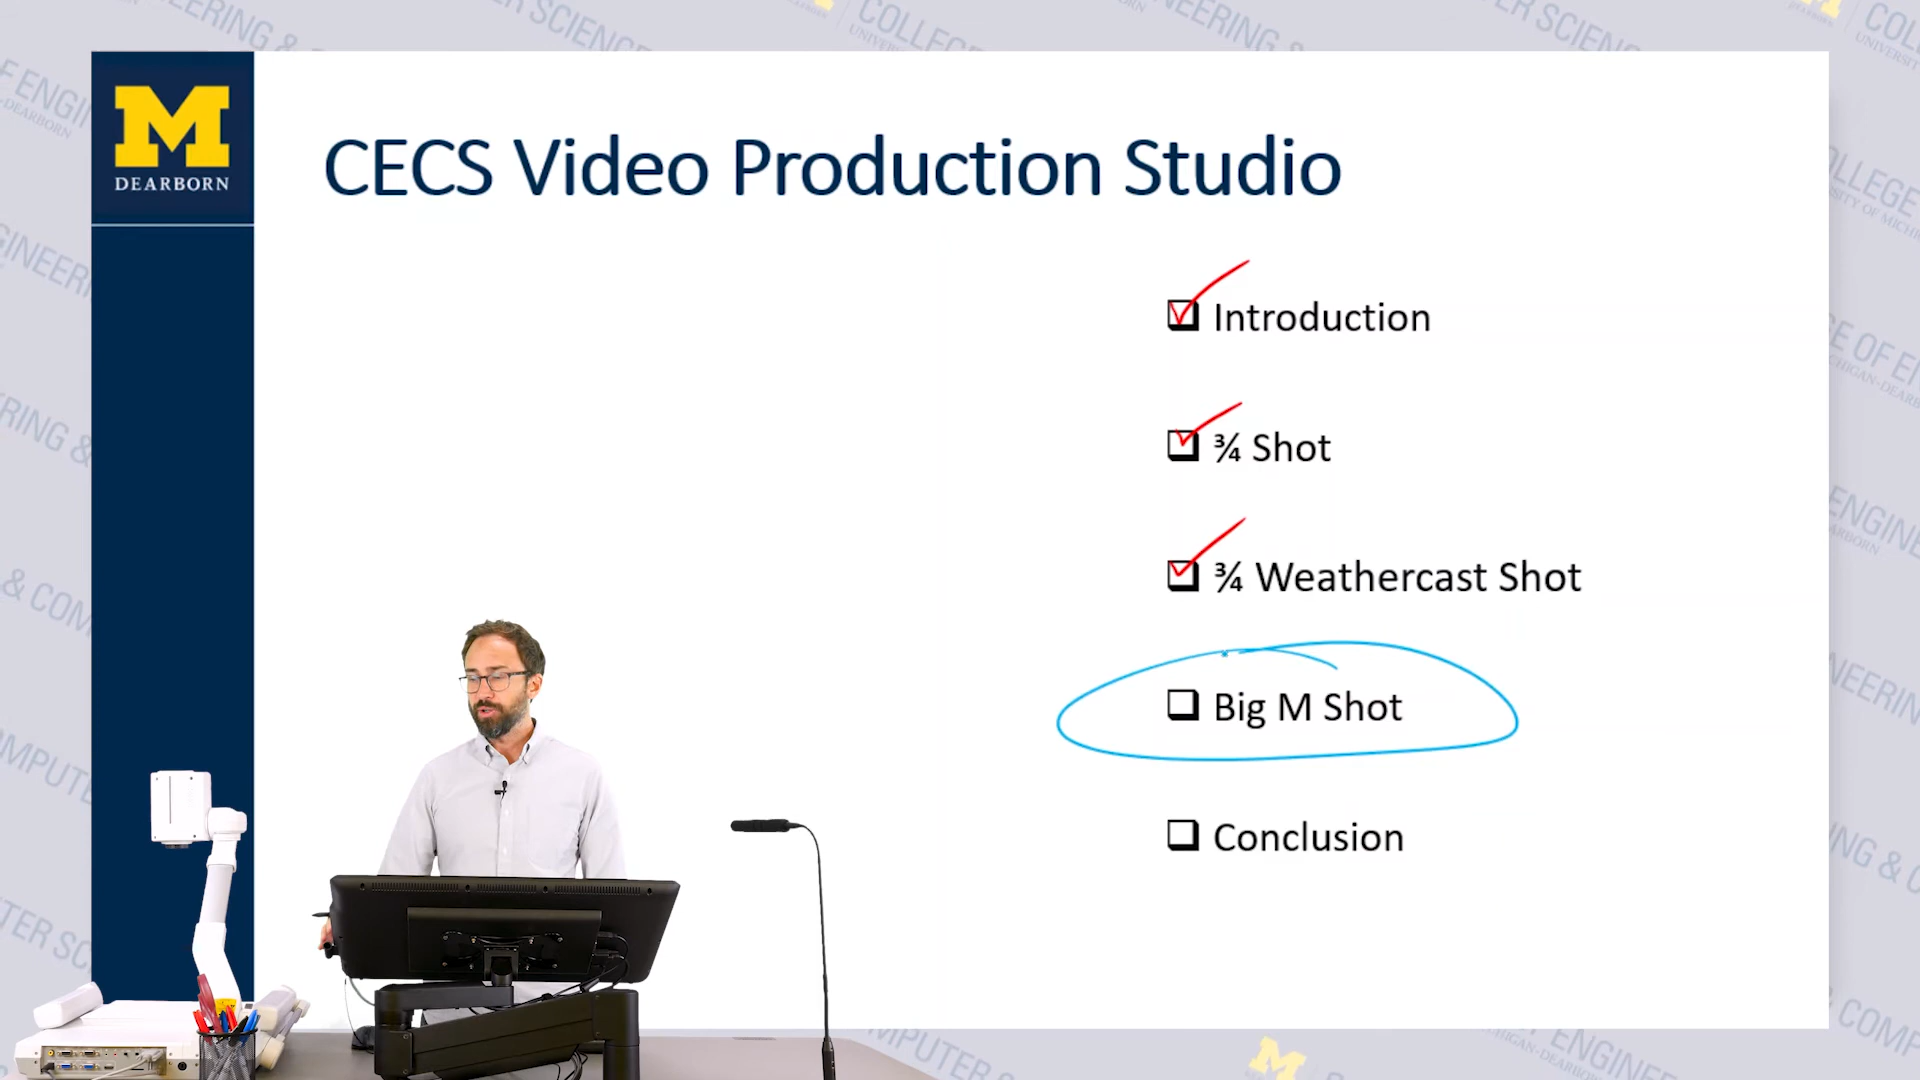 M
DEARBORN
CECS Video Production Studio
Introduction
¾ Shot
¾ Weathercast Shot
Big M Shot
Conclusion